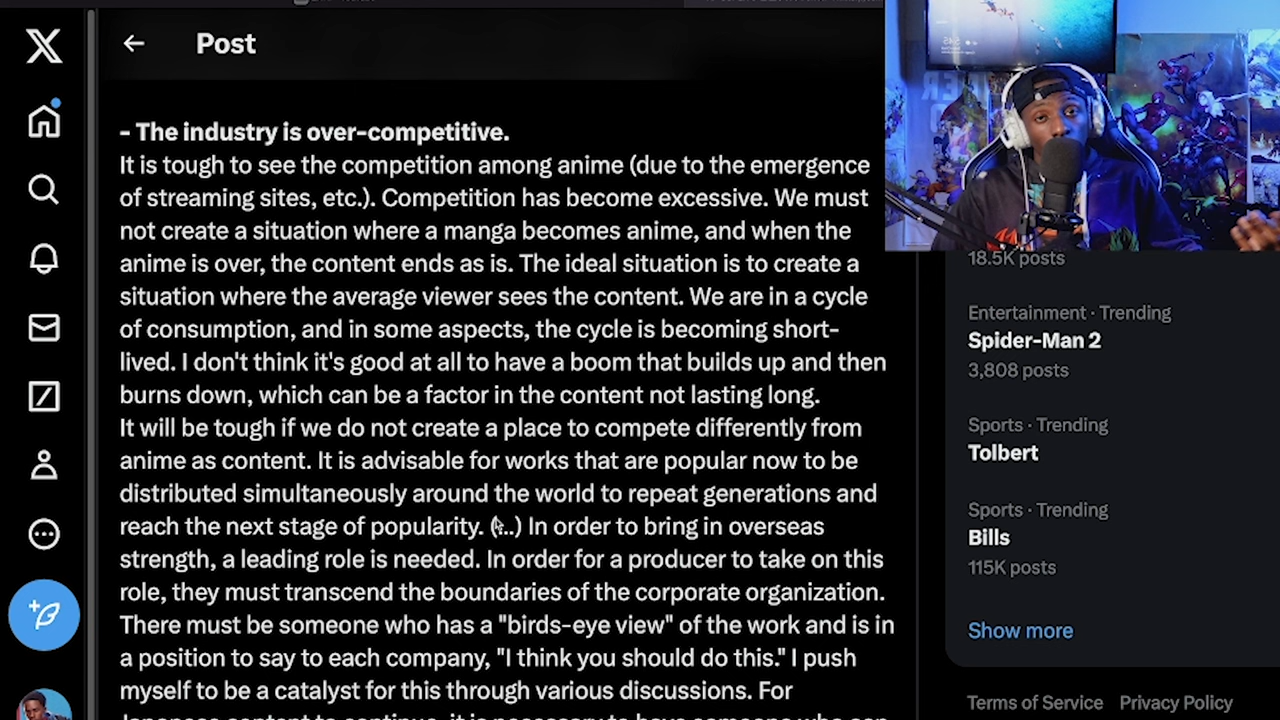 Post
- The industry is over-competitive.
It is tough to see the competition among anime (due to the emergence
of streaming sites, etc.). Competition has become excessive. We must
not create a situation where a manga becomes anime, and when the
anime is over, the content ends as is. The ideal situation is to create a
situation where the average viewer sees the content. We are in a cycle
of consumption, and in some aspects, the cycle is becoming short-
lived. I don't think it's good at all to have a boom that builds up and then
burns down, which can be a factor in the content not lasting long.
It will be tough if we do not create a place to compete differently from
anime as content. It is advisable for works that are popular now to be
distributed simultaneously around the world to repeat generations and
reach the next stage of popularity. (...) In order to bring in overseas
strength, a leading role is needed. In order for a producer to take on this
role, they must transcend the boundaries of the corporate organization.
There must be someone who has a "birds-eye view" of the work and is in
a position to say to each company, "I think you should do this." I push
myself to be a catalyst for this through various discussions. For
18.5K posts
Entertainment · Trending
Spider-Man 2
3,808 posts
Sports · Trending
Tolbert
Sports · Trending
Bills
115K posts
Show more
Terms of Service Privacy Policy